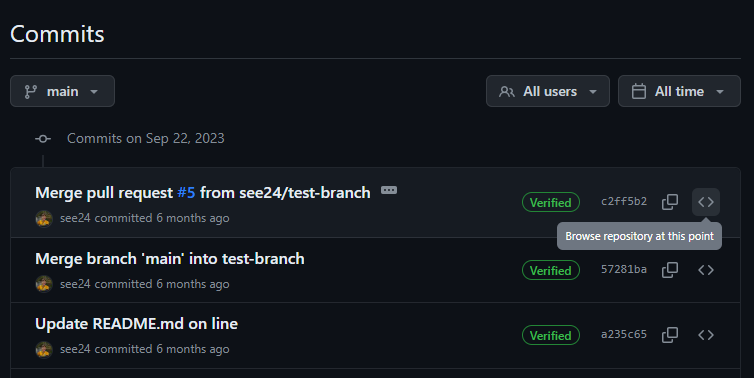 Commits
main
All users
All time
Commits on Sep 22, 2023
Merge pull request #5 from see24/test-branch
see24 committed 6 months ago
Verified
c2ff5b2
Browse repository at this point
Merge branch 'main' into test-branch
see24 committed 6 months ago
Verified
57281ba
Update README.md on line
see24 committed 6 months ago
Verified
a235c65